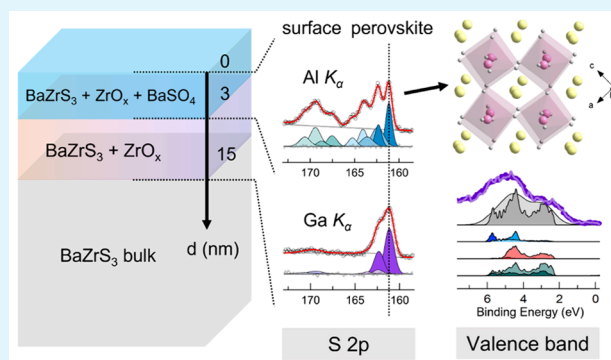 surface perovskite
0
BaZrS₃ + ZrOₓ + BaSO₄
3
BaZrS₃ + ZrOₓ
15
BaZrS₃ bulk
d (nm)
Al Kα
170 165 160
Ga Kα
170 165 160
S 2p
c
a
6 4 2 0
Binding Energy (eV)
Valence band